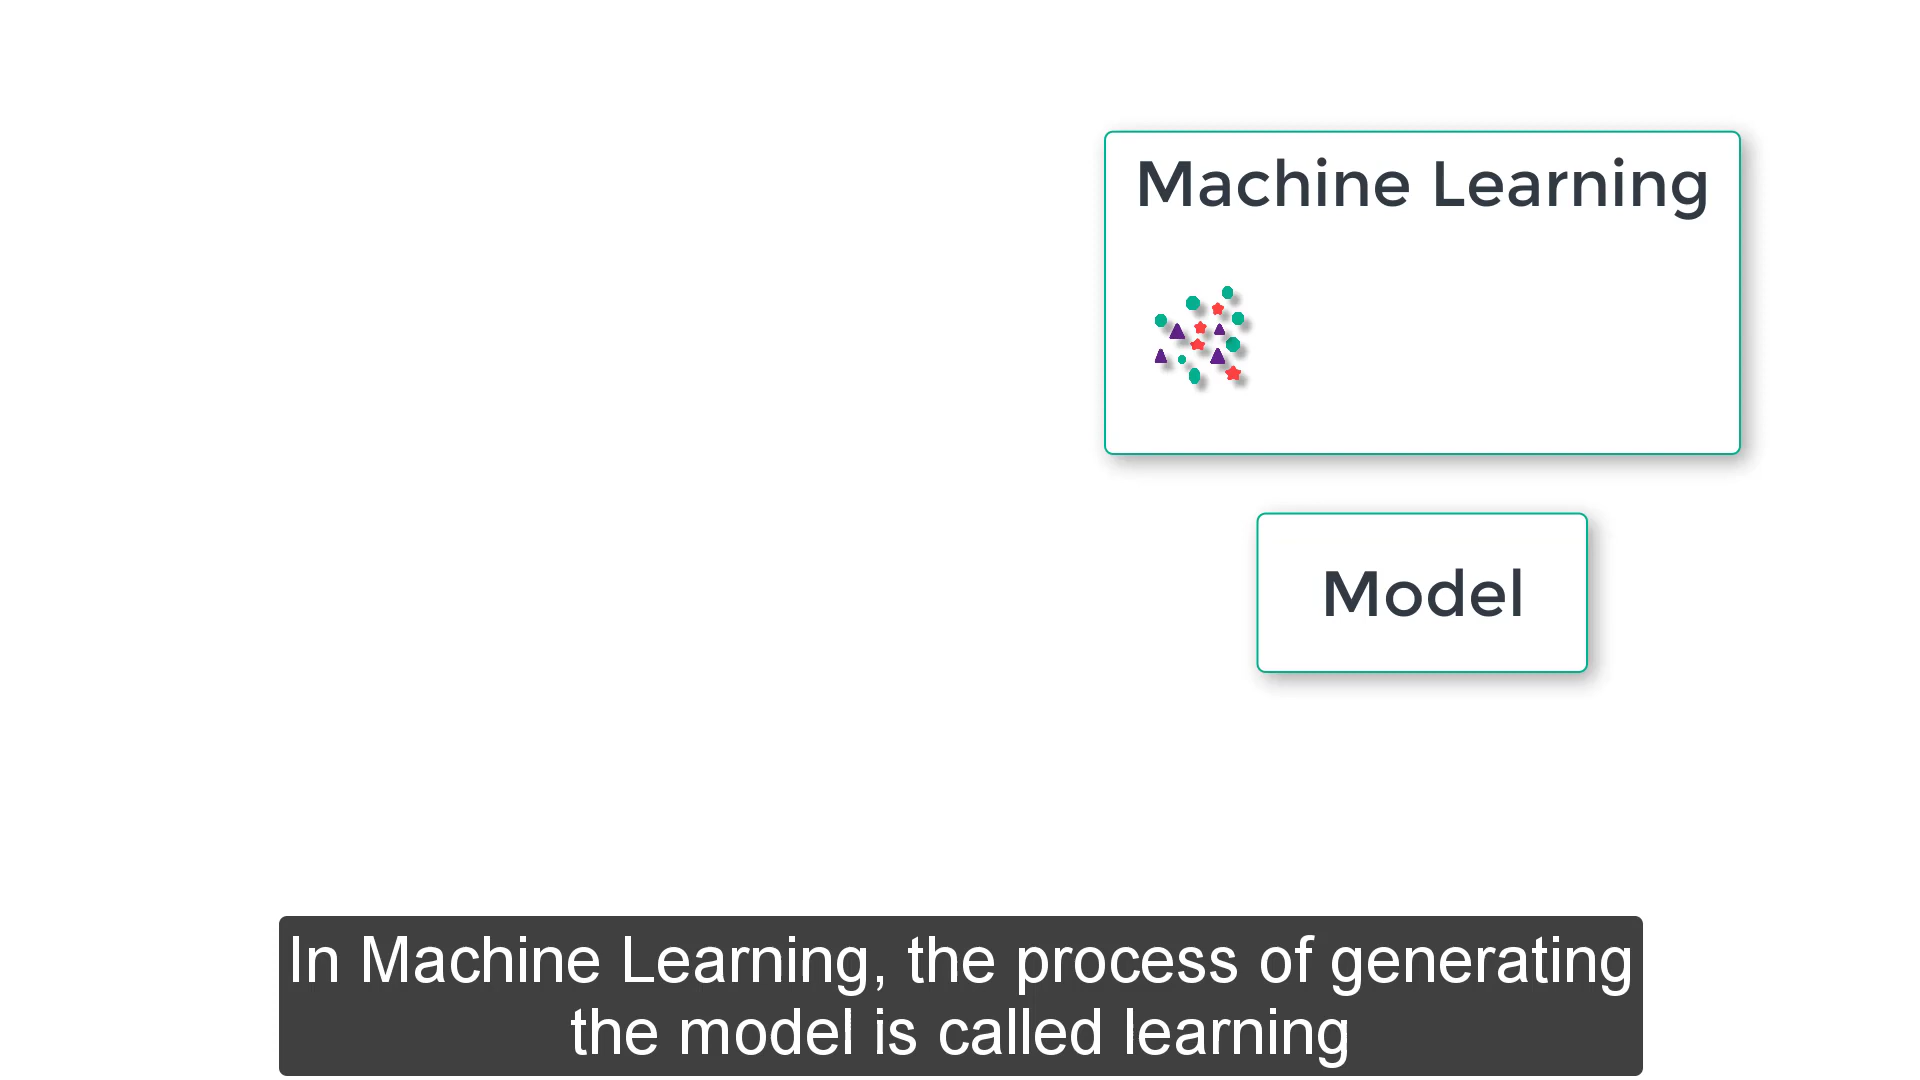 Machine Learning
Model
In Machine Learning, the process of generating
the model is called learning